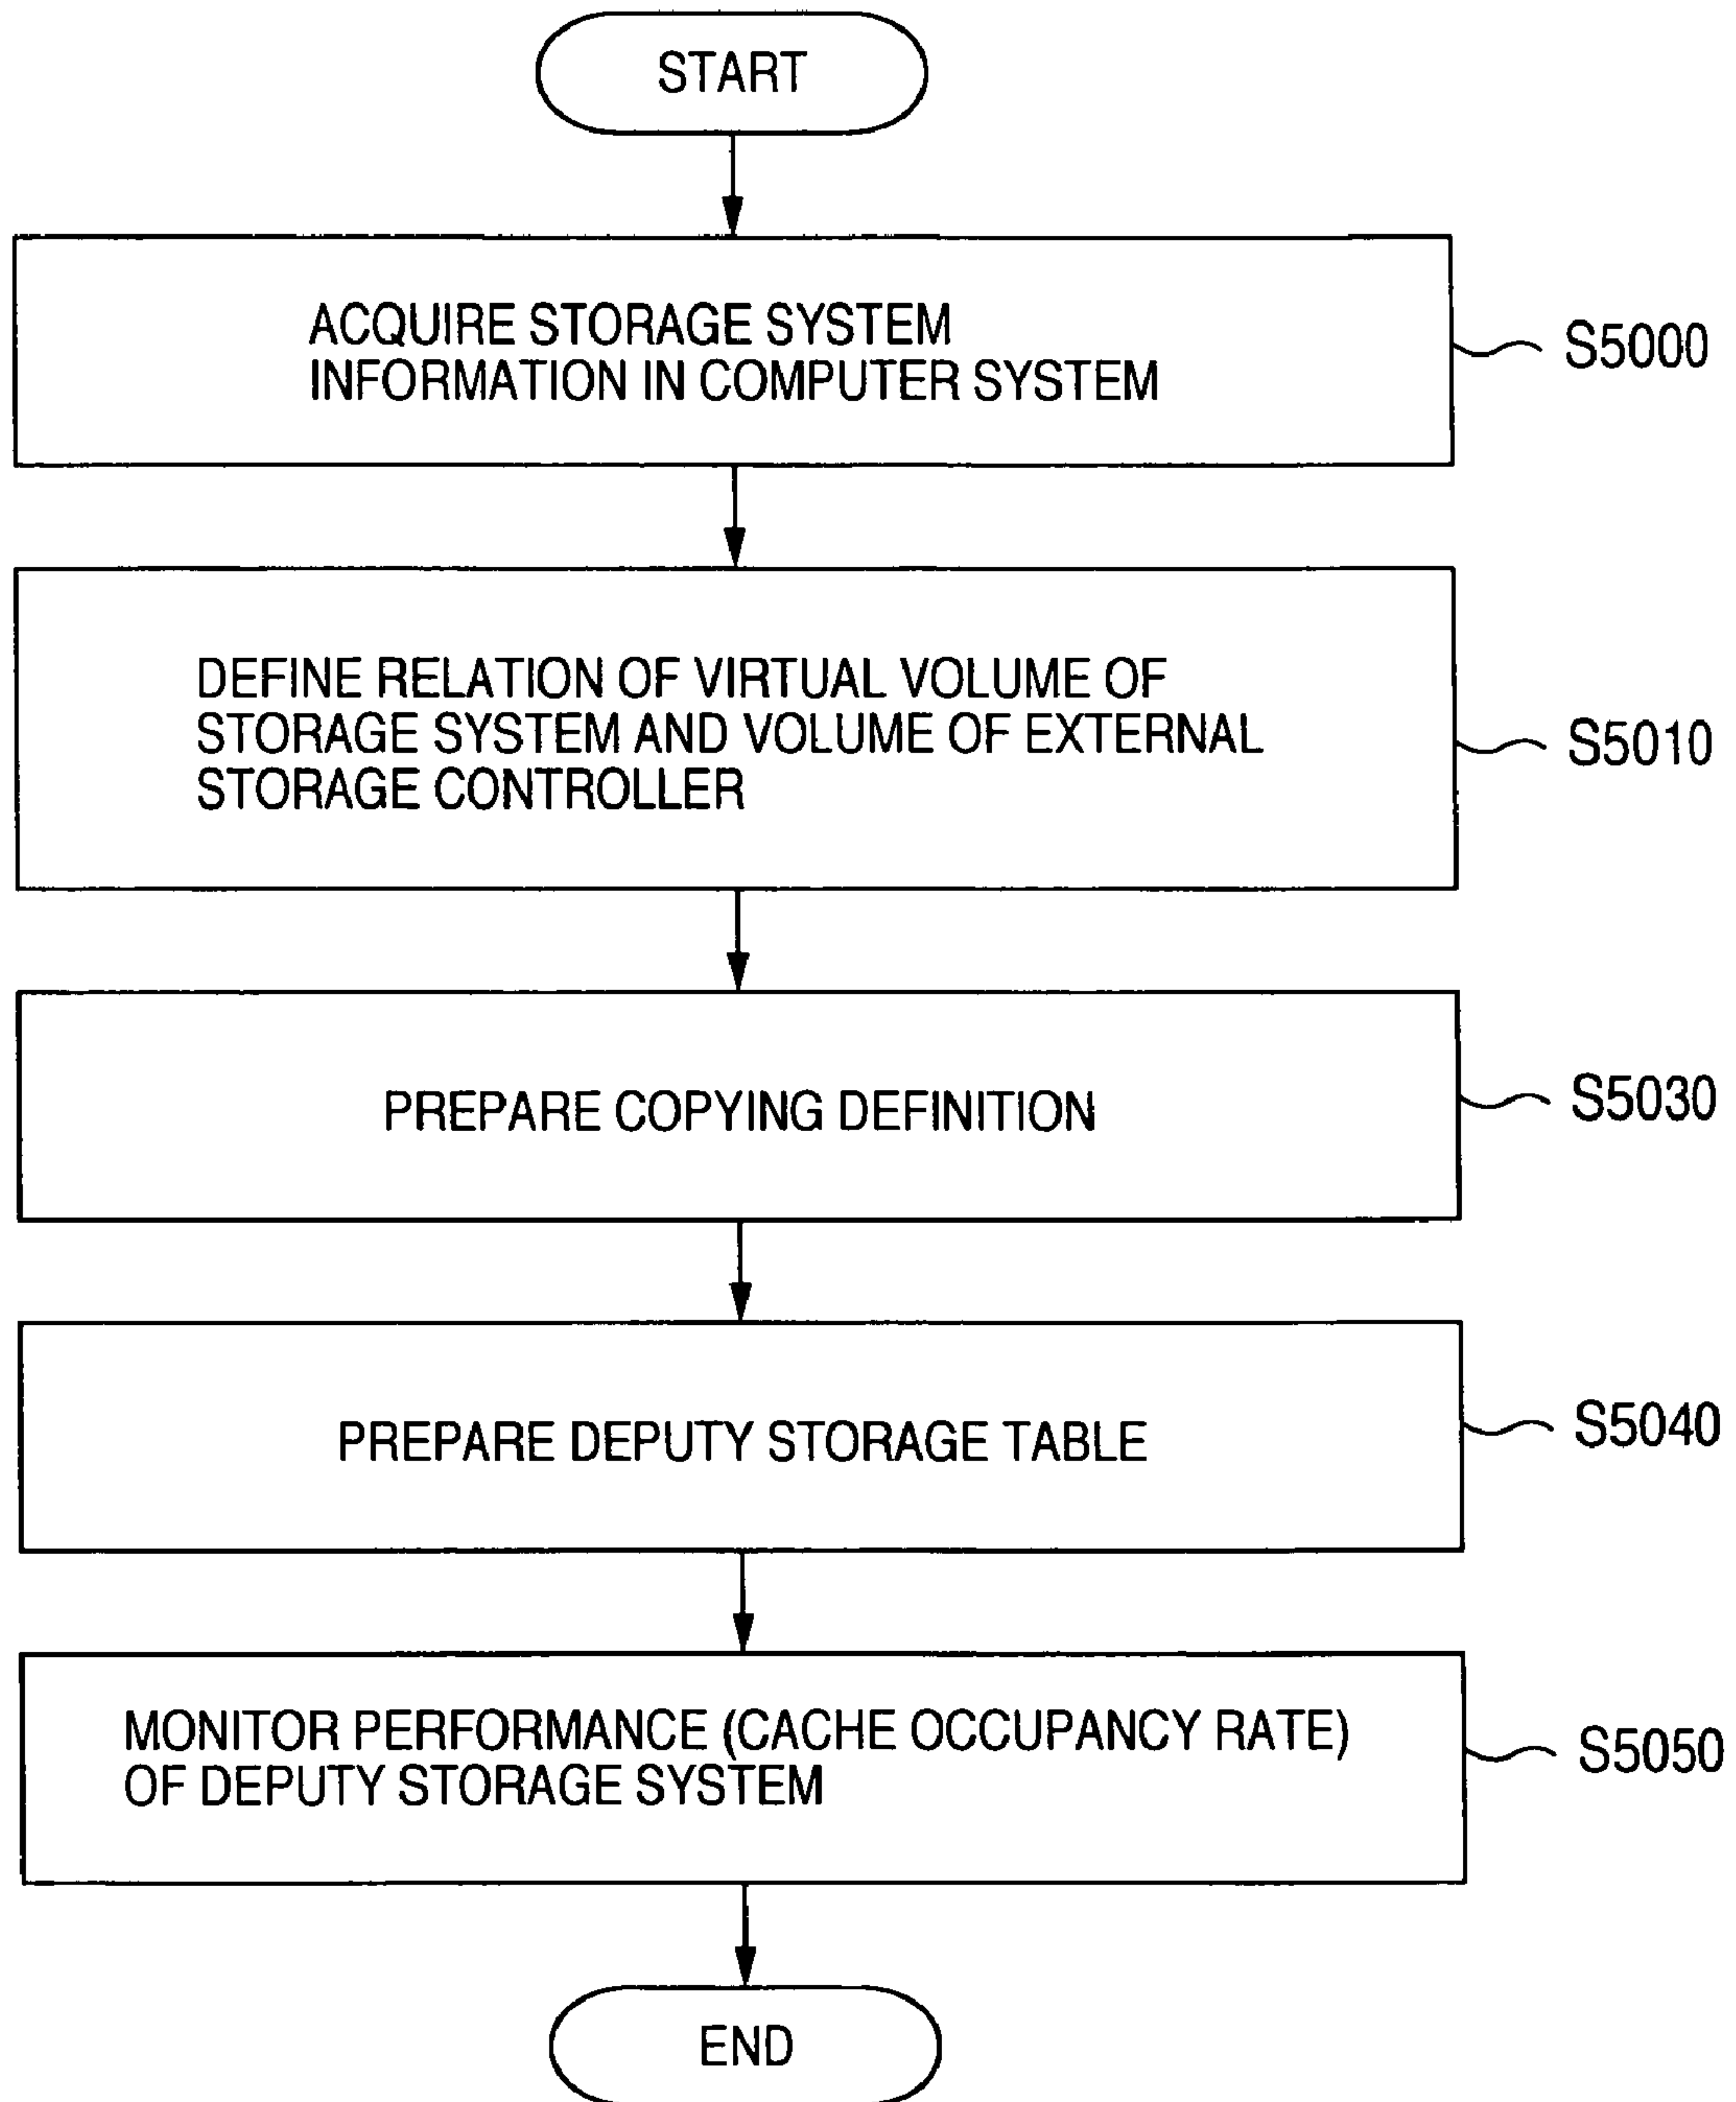 START
ACQUIRE STORAGE SYSTEM
INFORMATION IN COMPUTER SYSTEM
S5000
DEFINE RELATION OF VIRTUAL VOLUME OF
STORAGE SYSTEM AND VOLUME OF EXTERNAL
STORAGE CONTROLLER
S5010
PREPARE COPYING DEFINITION
S5030
PREPARE DEPUTY STORAGE TABLE
S5040
MONITOR PERFORMANCE (CACHE OCCUPANCY RATE)
OF DEPUTY STORAGE SYSTEM
S5050
END